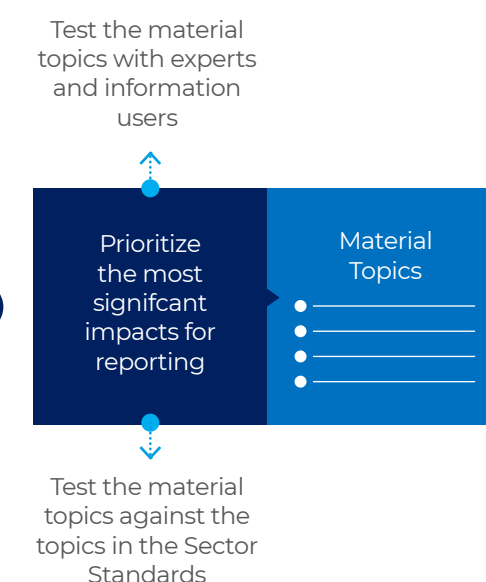 Test the material
topics with experts
and information
users
Prioritize
the most
signifcant
impacts for
reporting
Material
Topics
Test the material
topics against the
topics in the Sector
Standards